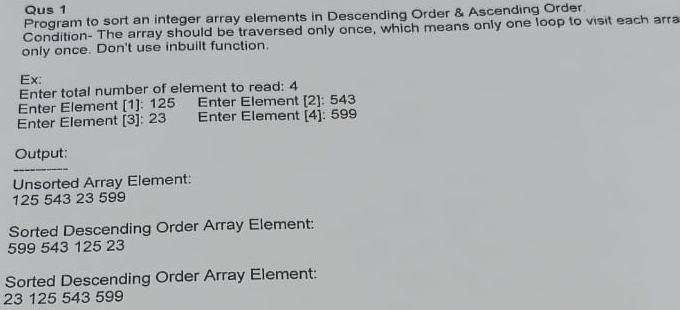 Qus 1
Program to sort an integer array elements in Descending Order & Ascending Order.
Condition- The array should be traversed only once, which means only one loop to visit each
only once. Don't use inbuilt function.
Ex:
Enter total number of element to read: 4
Enter Element [1]: 125 Enter Element [2]: 543
Enter Element [3]: 23 Enter Element [4]: 599
Output:
----------
Unsorted Array Element:
125 543 23 599
Sorted Descending Order Array Element:
599 543 125 23
Sorted Descending Order Array Element:
23 125 543 599